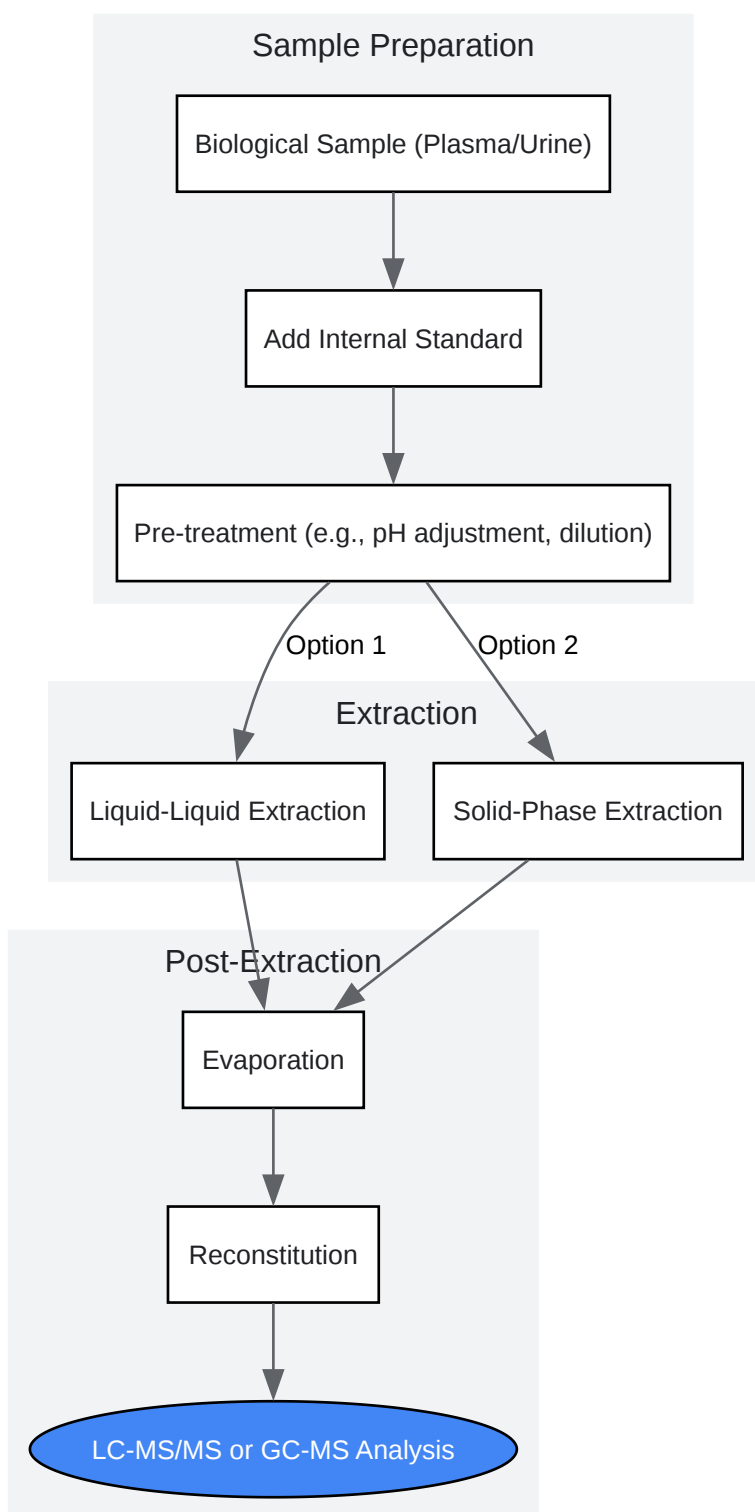 Sample Preparation
Biological Sample (Plasma/Urine)
Add Internal Standard
Pre-treatment (e.g., pH adjustment, dilution)
Option 1
Option 2
Extraction
Liquid-Liquid Extraction
Solid-Phase Extraction
Post-Extraction
Evaporation
Reconstitution
LC-MS/MS or GC-MS Analysis